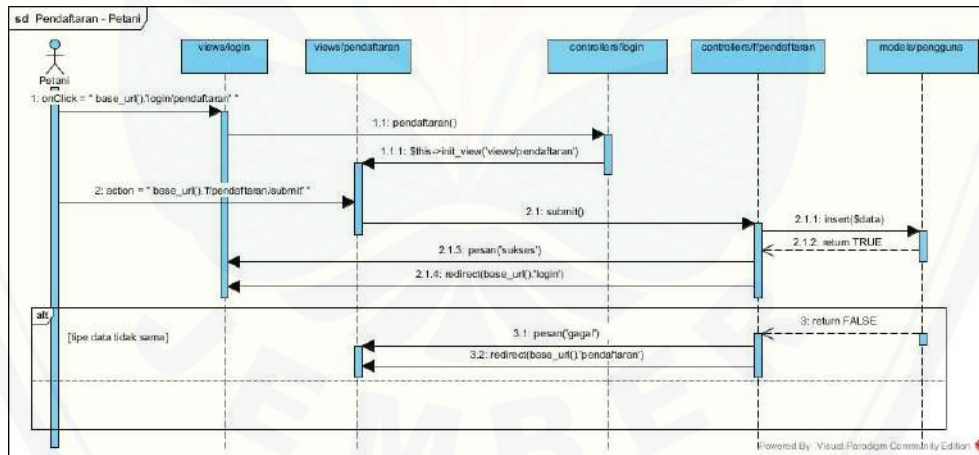 sd Pendaftaran - Petani
Petani
views/login
views/pendaftaran
controllers/login
controllers/f/pendaftaran
models/pengguna
1: onClick = " base_url().'login/pendaftaran' "
1.1: pendaftaran()
1.1.1: $this->init_view('views/pendaftaran')
2: action = " base_url().'f/pendaftaran/submit' "
2.1: submit()
2.1.1: insert($data)
2.1.2: return TRUE
2.1.3: pesan("sukses")
2.1.4: redirect(base_url().'login')
alt
[tipe data tidak sama]
3: return FALSE
3.1: pesan("gagal")
3.2: redirect(base_url().'pendaftaran')
JEMBER
Powered By Visual Paradigm Community Edition